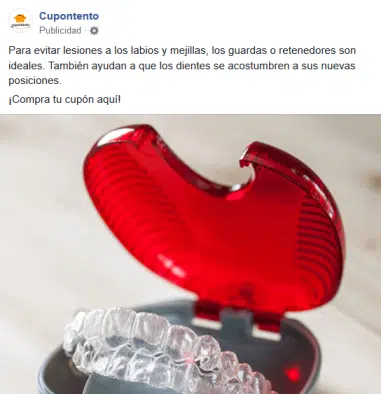 Cupontento
Publicidad ·
Para evitar lesiones a los labios y mejillas, los guardas o retenedores son
ideales. También ayudan a que los dientes se acostumbren a sus nuevas
posiciones.
¡Compra tu cupón aquí!